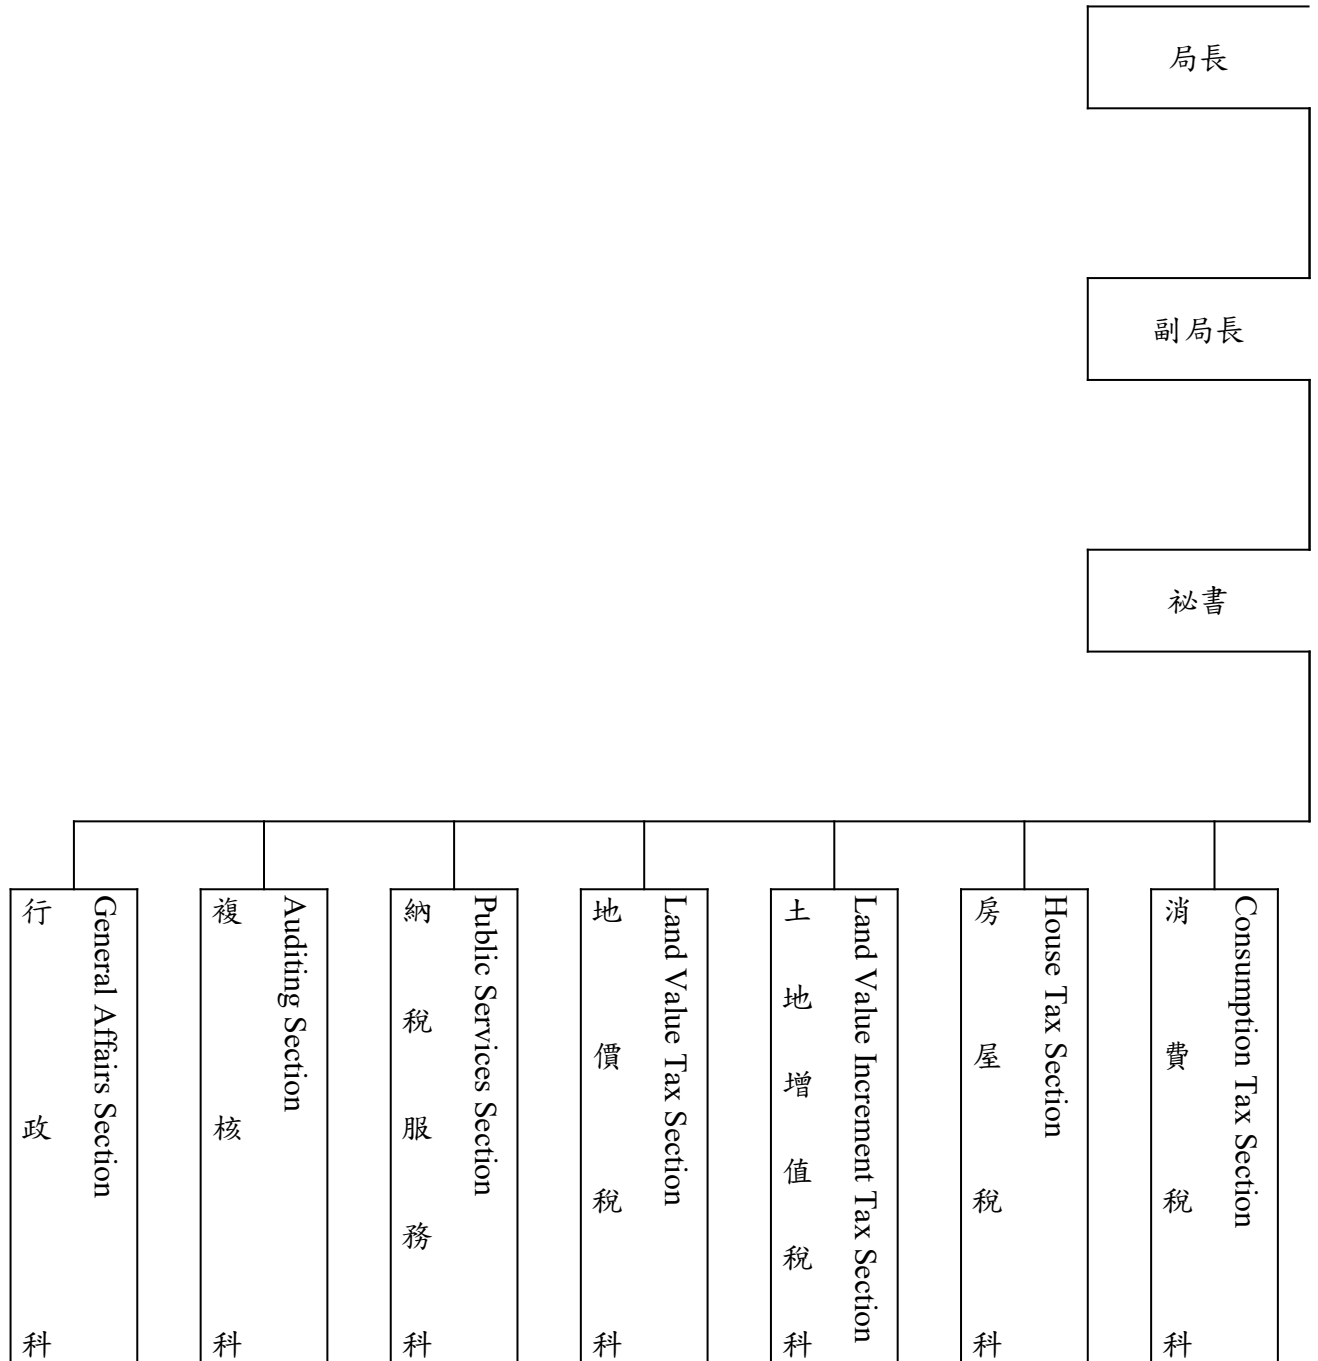 局長
副局長
祕書
行政科
General Affairs Section
複核科
Auditing Section
納稅服務科
Public Services Section
地價稅科
Land Value Tax Section
土地增值稅科
Land Value Increment Tax Section
房屋稅科
House Tax Section
消費稅科
Consumption Tax Section